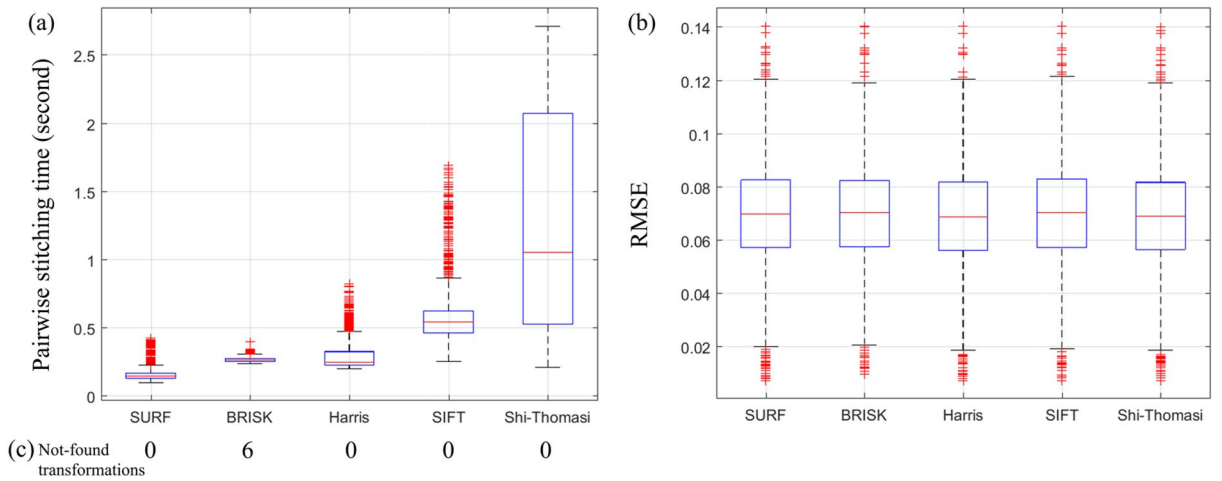 (a)
Pairwise stitching time (second)
2.5
2
1.5
1
0.5
0
SURF BRISK Harris SIFT Shi-Thomasi
(b)
RMSE
0.14
0.12
0.1
0.08
0.06
0.04
0.02
SURF BRISK Harris SIFT Shi-Thomasi
(c) Not-found 0 6 0 0 0
transformations